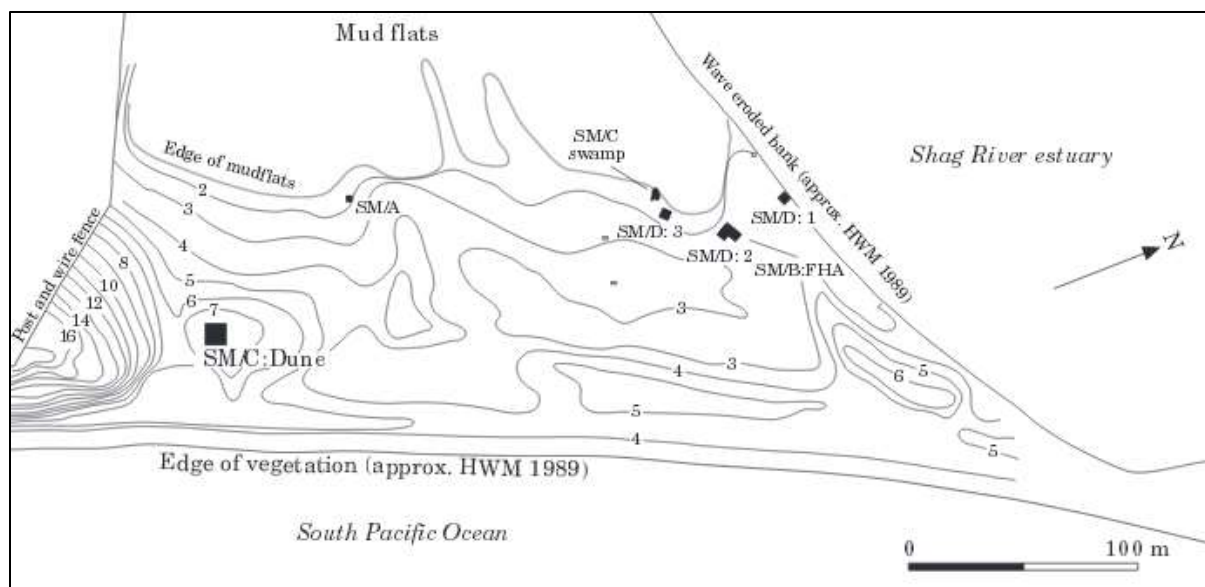 Mud flats
Wave eroded bank (approx. HWM 1989)
Shag River estuary
SM/C
swamp
Edge of mudflats
2
SM/A
SM/D: 1
3
SM/D: 3
SM/D: 2
N
4
SM/B:FHA
Post and wire fence
8
5
10
6
12
7
3
14
16
SM/C:Dune
3
4
5
6
5
4
5
Edge of vegetation (approx. HWM 1989)
South Pacific Ocean
0
100 m